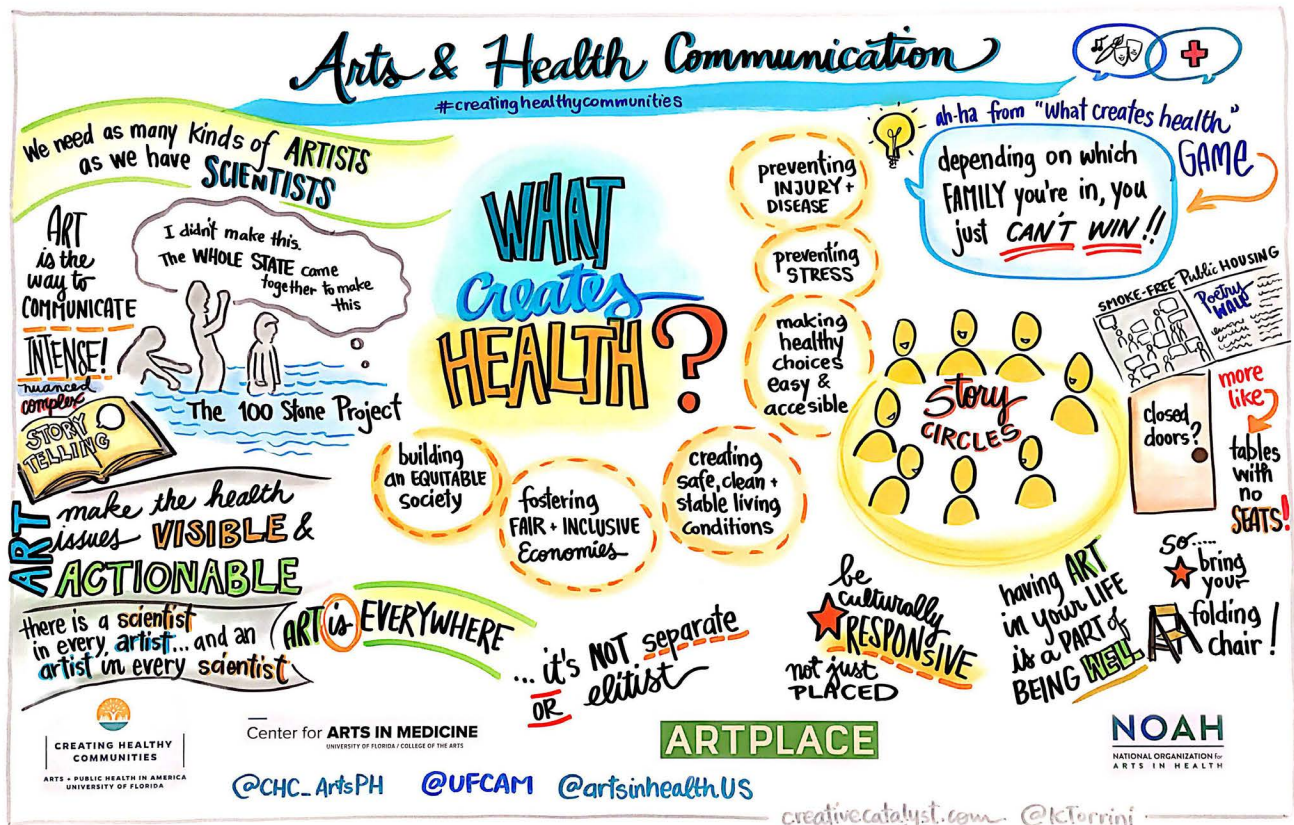 Arts & Health Communication
#creatinghealthycommunities
We need as many kinds of ARTISTS
as we have
SCIENTISTS
ART
is the
way to
COMMUNICATE
INTENSE!
nuanced
complex
STORY
TELLING
I didn't make this.
The WHOLE STATE came
together to make
this
The 100 Stone Project
ART
make the health
issues VISIBLE &
ACTIONABLE
there is a scientist
in every artist... and an
artist in every scientist
ART is EVERYWHERE
... it's NOT separate
OR elitist
WHAT
Creates
HEALTH?
preventing
INJURY +
DISEASE
preventing
STRESS
making
healthy
choices
easy &
accesible
creating
safe, clean +
stable living
conditions
fostering
FAIR + INCLUSIVE
Economies
building
an EQUITABLE
society
ah-ha from "What creates health"
GAME
depending on which
FAMILY you're in, you
just CAN'T WIN!!
SMOKE-FREE Public HOUSING
Poetry
WALK
Story
CIRCLES
closed
doors?
more
like
tables
with
no
SEATS!
so....
bring
your
folding
chair!
be
culturally
RESPONSIVE
not just
PLACED
having ART
in your LIFE
is a PART of
BEING WELL
CREATING HEALTHY
COMMUNITIES
ARTS + PUBLIC HEALTH IN AMERICA
UNIVERSITY OF FLORIDA
Center for ARTS IN MEDICINE
UNIVERSITY OF FLORIDA / COLLEGE OF THE ARTS
ARTPLACE
NOAH
NATIONAL ORGANIZATION for
ARTS IN HEALTH
@CHC_ArtsPH @UFCAM @artsinhealthUS
creativecatalyst.com @kTorrini